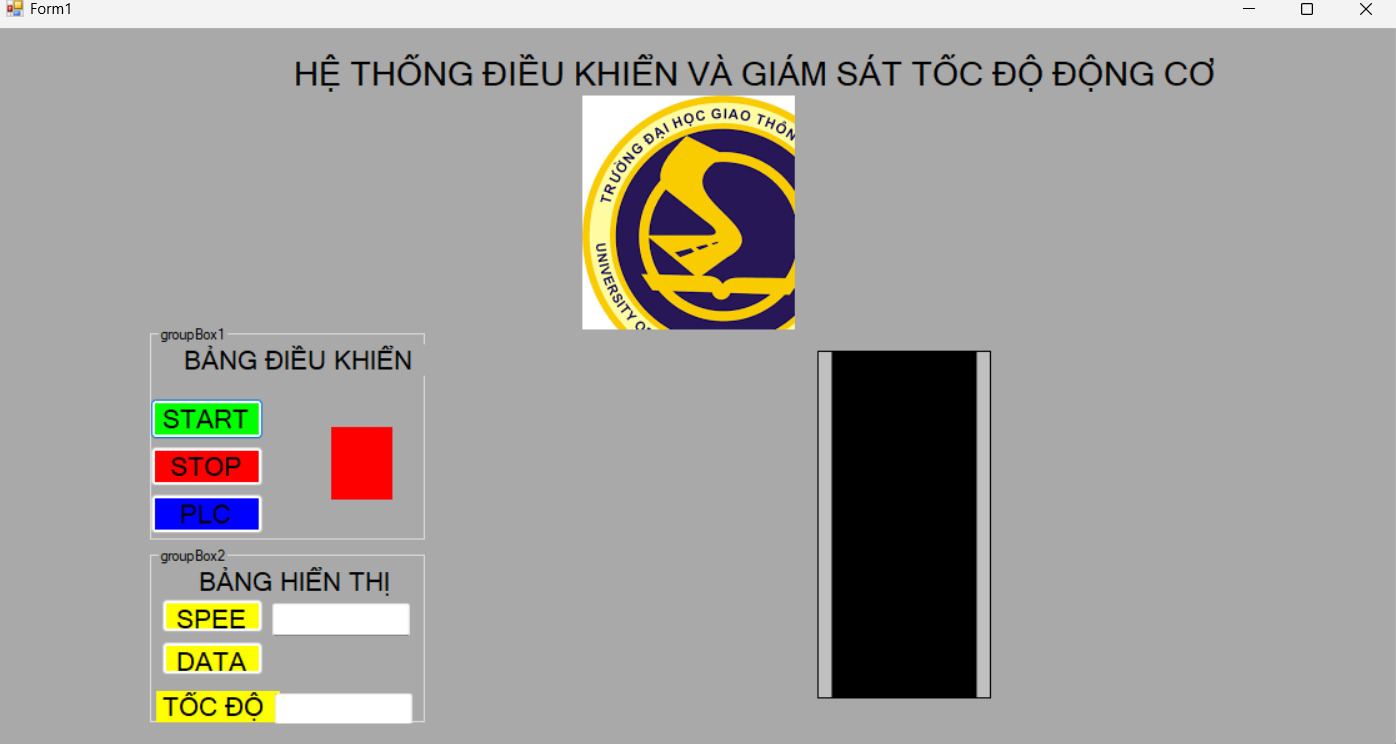 Form1
HỆ THỐNG ĐIỀU KHIỂN VÀ GIÁM SÁT TỐC ĐỘ ĐỘNG CƠ
TRƯỜNG ĐẠI HỌC GIAO THÔN
UNIVERSITY O
groupBox1
BẢNG ĐIỀU KHIỂN
START
STOP
PLC
groupBox2
BẢNG HIỂN THỊ
SPEE
DATA
TỐC ĐỘ